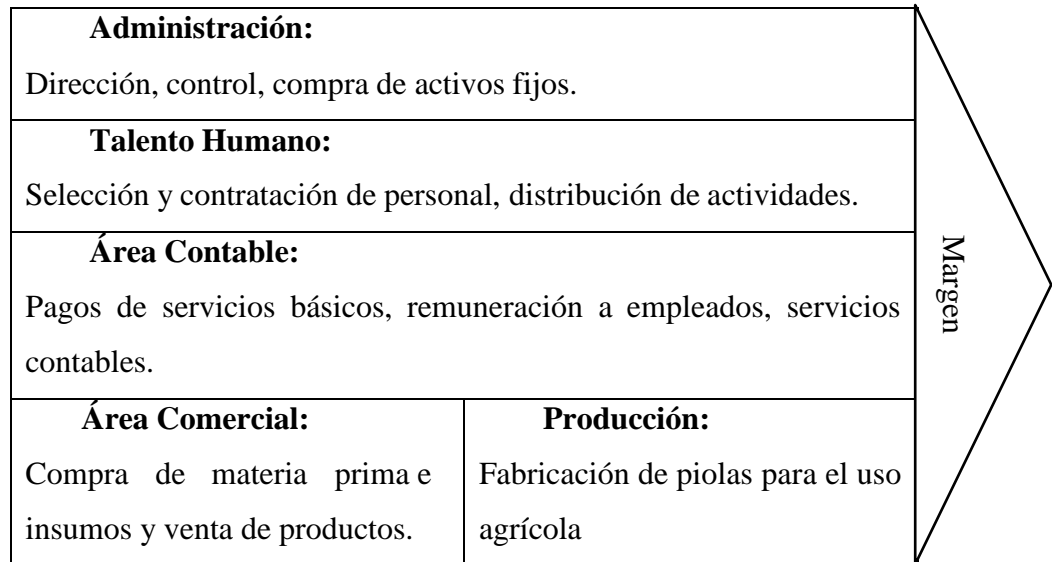 Administración:
Dirección, control, compra de activos fijos.
Talento Humano:
Selección y contratación de personal, distribución de actividades.
Área Contable:
Pagos de servicios básicos, remuneración a empleados, servicios
contables.
Área Comercial:
Compra de materia prima e
insumos y venta de productos.
Producción:
Fabricación de piolas para el uso
agrícola
Margen